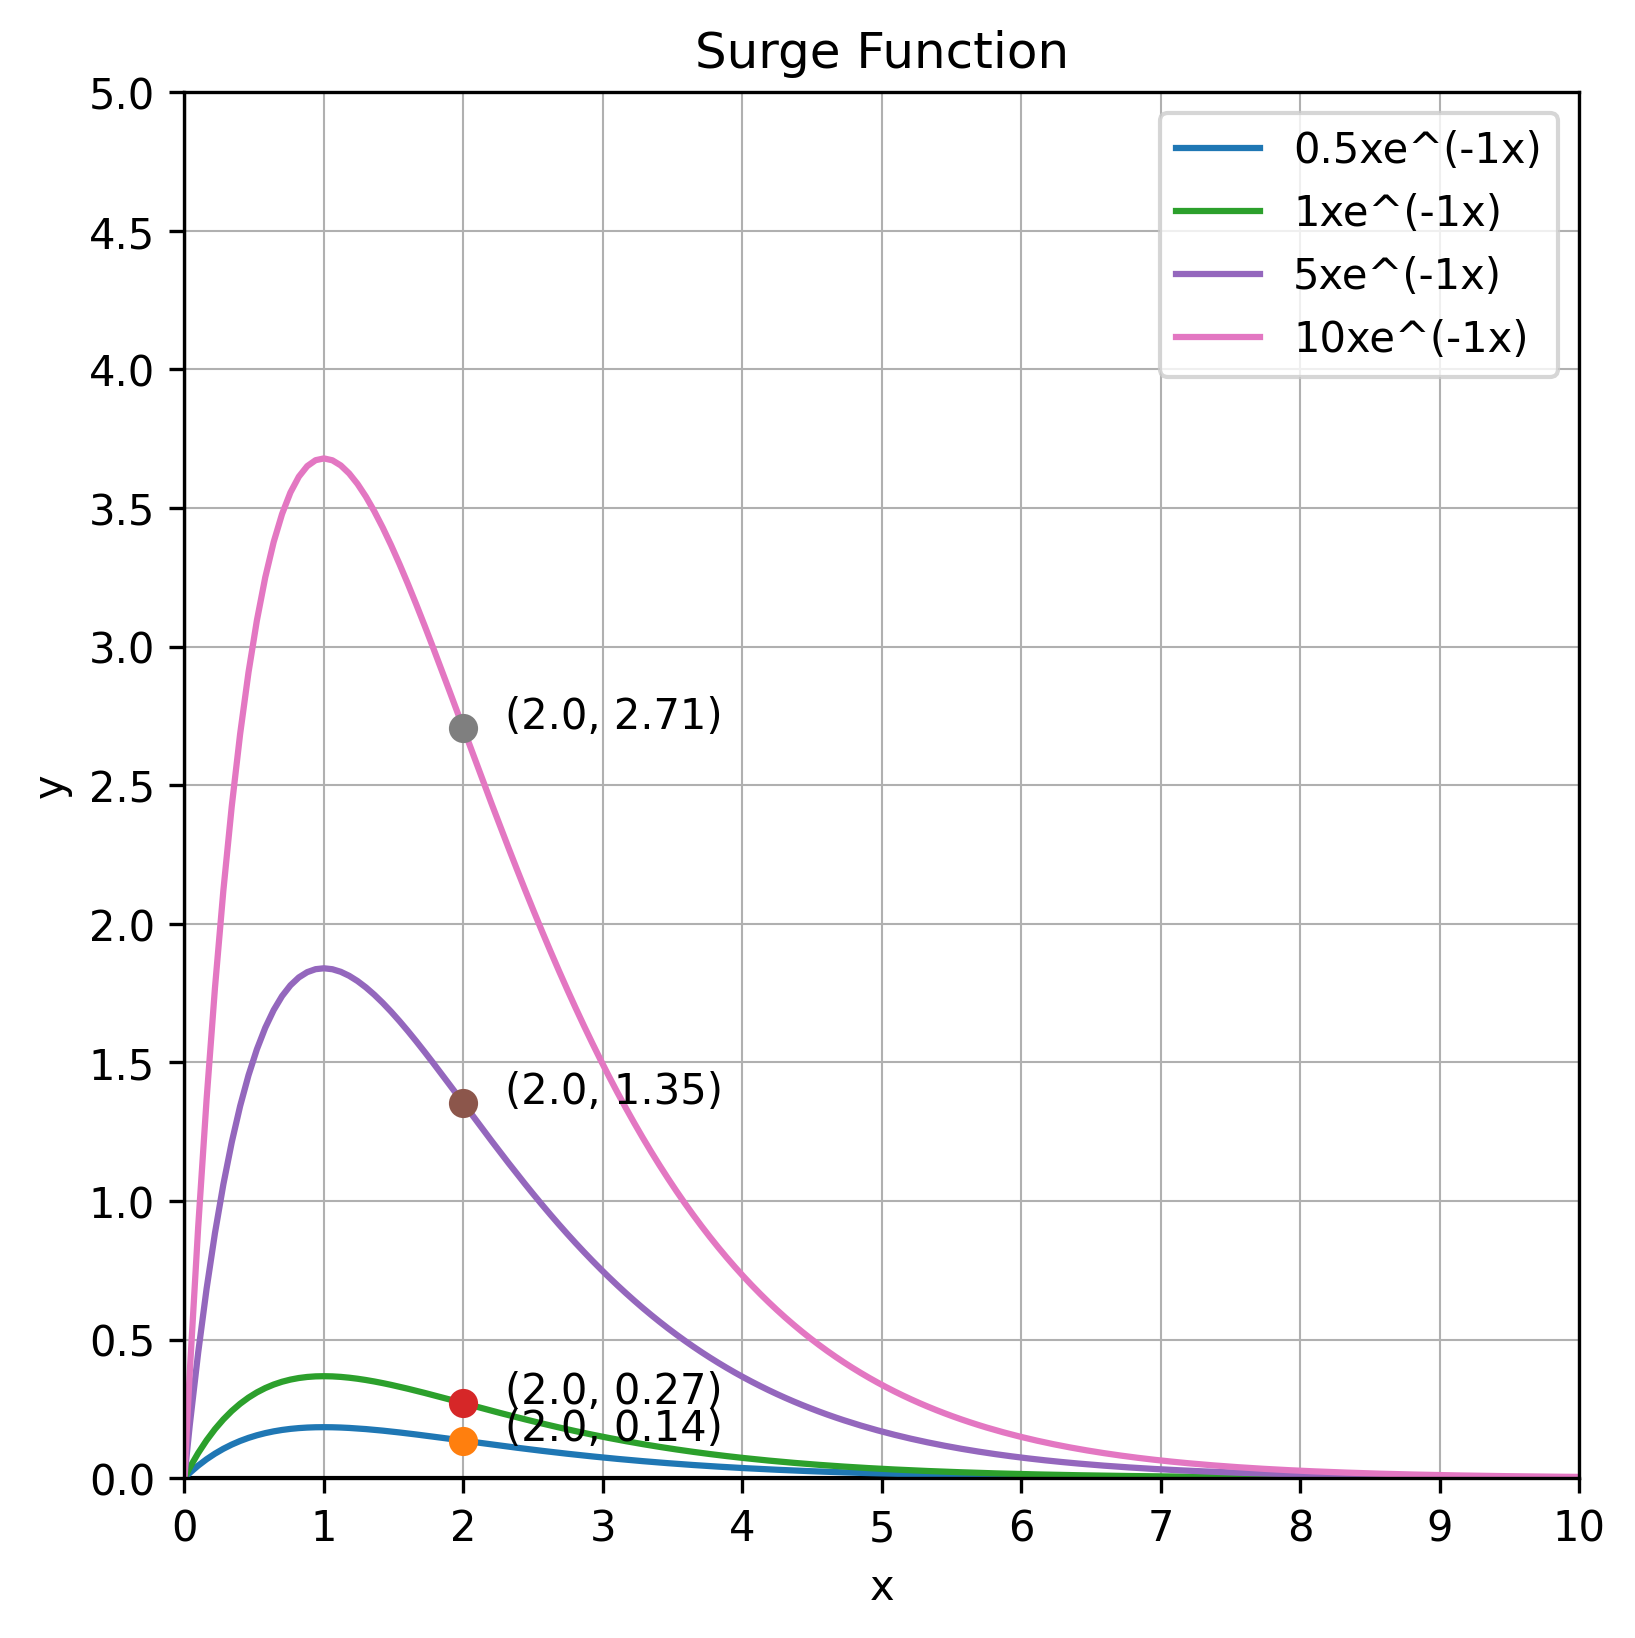 Surge Function
5.0
4.5
4.0
3.5
3.0
2.5
2.0
1.5
1.0
0.5
0.0
y
0.5xe^(-1x)
1xe^(-1x)
5xe^(-1x)
10xe^(-1x)
(2.0, 2.71)
(2.0, 1.35)
(2.0, 0.27)
(2.0, 0.14)
0 1 2 3 4 5 6 7 8 9 10
x